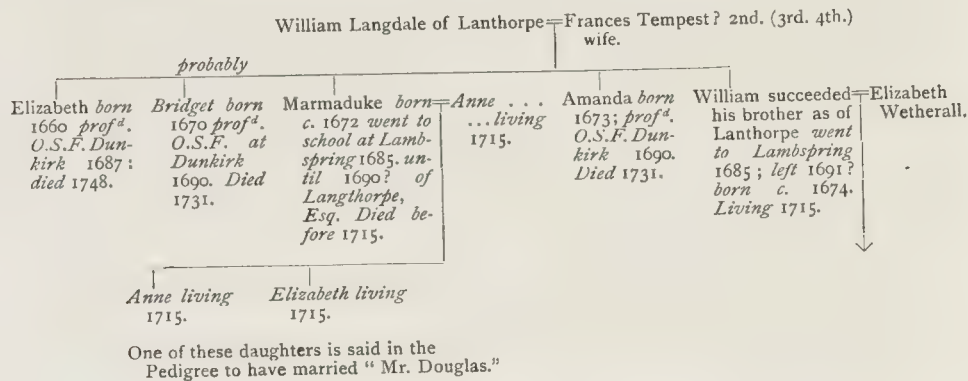 William Langdale of Lanthorpe=Frances Tempest? 2nd. (3rd. 4th.)
wife.
probably
Elizabeth born
1660 profd.
O.S.F. Dun-
kirk 1687:
died 1748.
Bridget born
1670 profd.
O.S.F. at
Dunkirk
1690. Died
1731.
Marmaduke born=
c. 1672 went to
school at Lamb-
spring 1685. un-
til 1690? of
Langthorpe,
Esq. Died be-
fore 1715.
Anne . . .
. . . living
1715.
Amanda born
1673; profd.
O.S.F. Dun-
kirk 1690.
Died 1731.
William succeeded=
his brother as of
Lanthorpe went
to Lambspring
1685; left 1691?
born c. 1674.
Living 1715.
Elizabeth
Wetherall.
Anne living
1715.
Elizabeth living
1715.
One of these daughters is said in the
Pedigree to have married “ Mr. Douglas.”